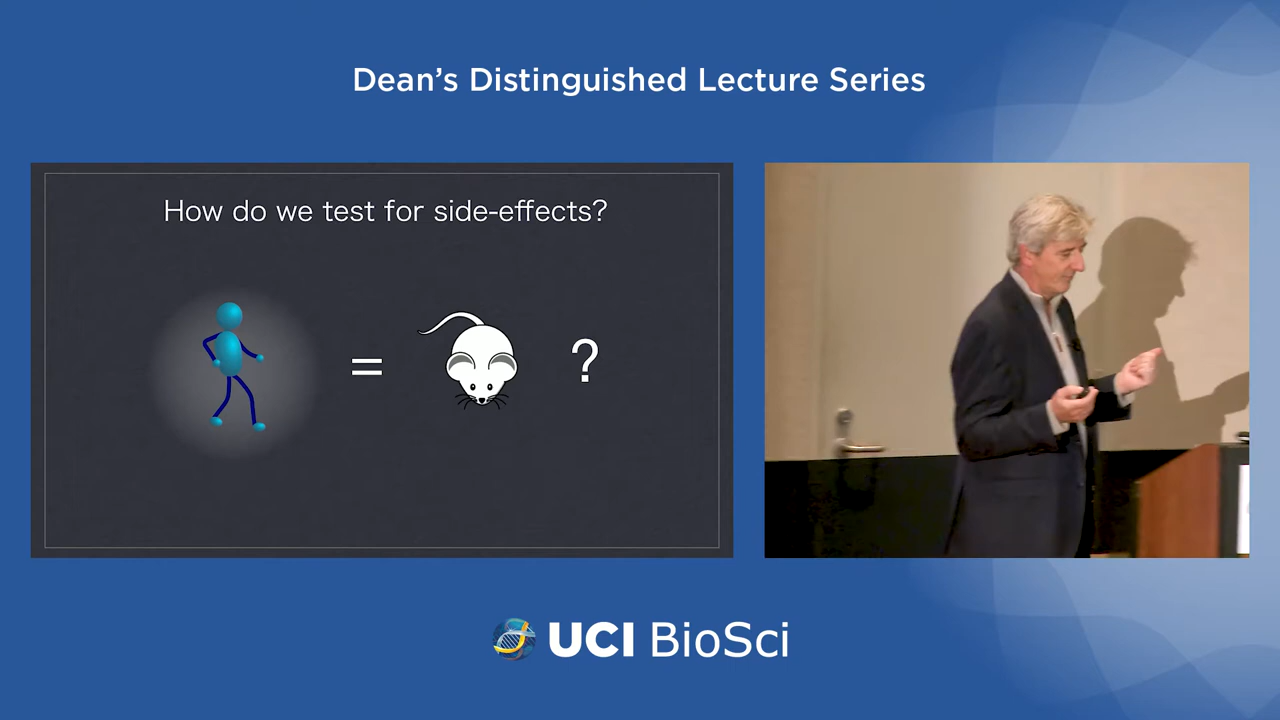 Dean’s Distinguished Lecture Series
How do we test for side-effects?
= ?
UCI BioSci